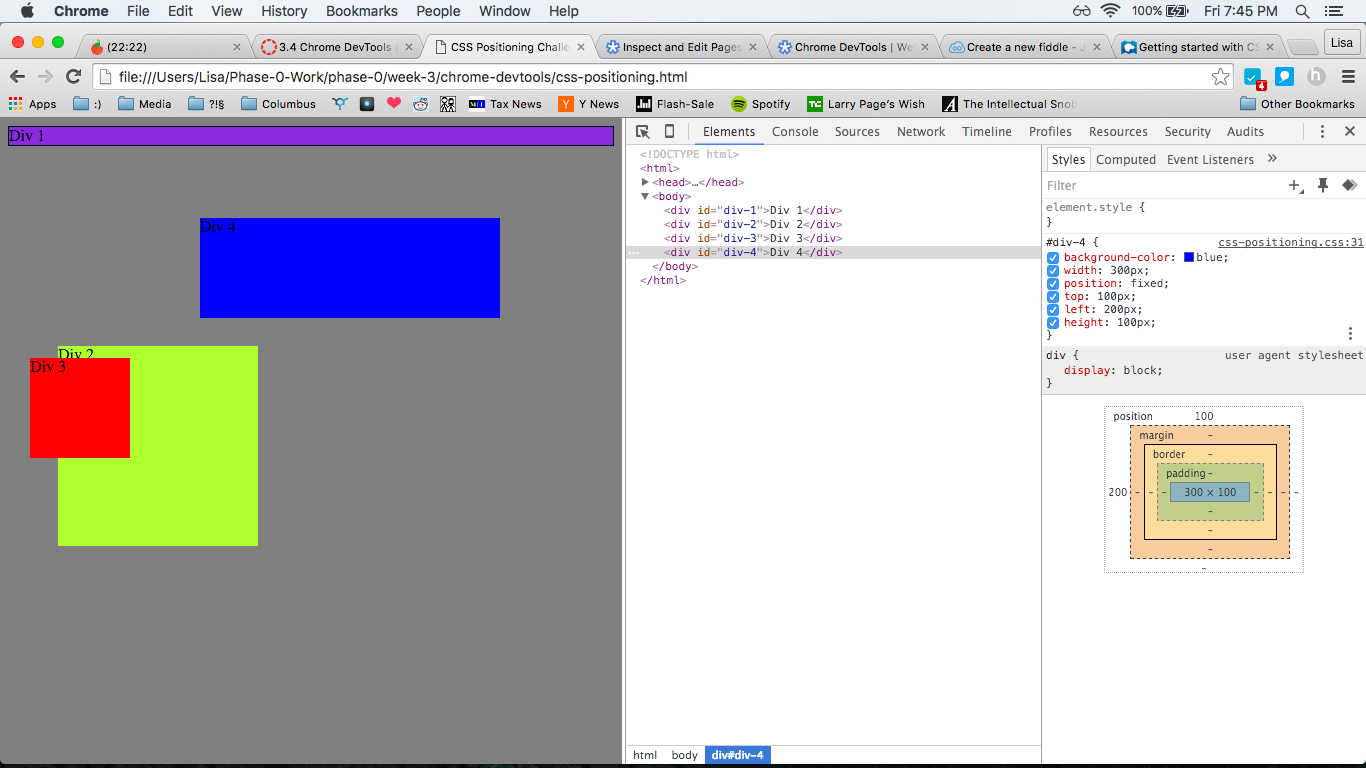 Chrome File Edit View History Bookmarks People Window Help 100% Fri 7:45 PM
(22:22) 3.4 Chrome DevTools ( CSS Positioning Challe Inspect and Edit Pages Chrome DevTools | We Create a new fiddle - J Getting started with CS Lisa
file:///Users/Lisa/Phase-0-Work/phase-0/week-3/chrome-devtools/css-positioning.html 4
Apps :) Media ?!§ Columbus Tax News Y News Flash-Sale Spotify Larry Page's Wish The Intellectual Snob Other Bookmarks
Div 1
Div 4
Div 2
Div 3
Elements Console Sources Network Timeline Profiles Resources Security Audits
<!DOCTYPE html>
<html>
<head>…</head>
<body>
<div id="div-1">Div 1</div>
<div id="div-2">Div 2</div>
<div id="div-3">Div 3</div>
<div id="div-4">Div 4</div>
</body>
</html>
html body div#div-4
Styles Computed Event Listeners »
Filter
element.style {
}
#div-4 { css-positioning.css:31
background-color: blue;
width: 300px;
position: fixed;
top: 100px;
left: 200px;
height: 100px;
}
div { user agent stylesheet
display: block;
}
position 100
margin -
border -
padding -
200 - - - 300 × 100 - - - -
-
-
-
-